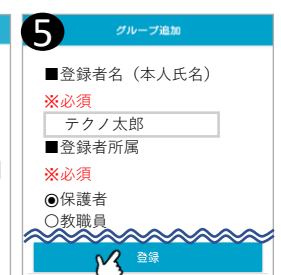 ❺
グループ追加
■登録者名（本人氏名）
※必須
テクノ太郎
■登録者所属
※必須
◉保護者
○教職員
登録